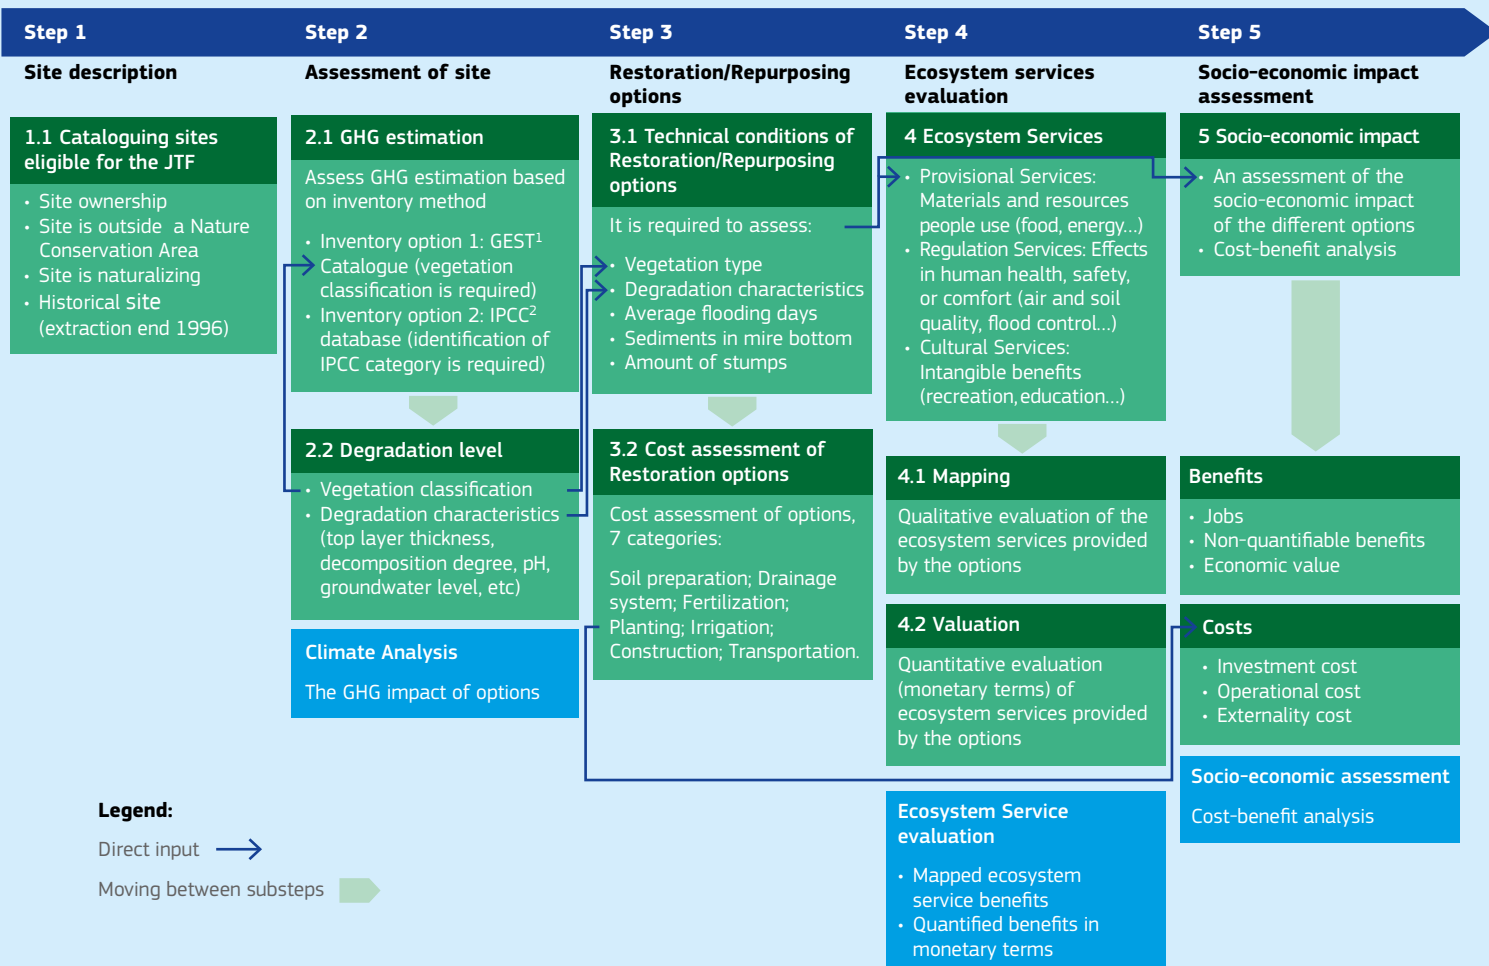 Step 1
Step 2
Step 3
Step 4
Step 5
Site description
Assessment of site
Restoration/Repurposing
options
Ecosystem services
evaluation
Socio-economic impact
assessment
1.1 Cataloguing sites
eligible for the JTF
• Site ownership
• Site is outside a Nature
Conservation Area
• Site is naturalizing
• Historical site
(extraction end 1996)
2.1 GHG estimation
Assess GHG estimation based
on inventory method
• Inventory option 1: GEST¹
Catalogue (vegetation
classification is required)
• Inventory option 2: IPCC²
database (identification of
IPCC category is required)
2.2 Degradation level
• Vegetation classification
• Degradation characteristics
(top layer thickness,
decomposition degree, pH,
groundwater level, etc)
Climate Analysis
The GHG impact of options
3.1 Technical conditions of
Restoration/Repurposing
options
It is required to assess:
• Vegetation type
• Degradation characteristics
• Average flooding days
• Sediments in mire bottom
• Amount of stumps
3.2 Cost assessment of
Restoration options
Cost assessment of options,
7 categories:
Soil preparation; Drainage
system; Fertilization;
Planting; Irrigation;
Construction; Transportation.
4 Ecosystem Services
• Provisional Services:
Materials and resources
people use (food, energy...)
• Regulation Services: Effects
in human health, safety,
or comfort (air and soil
quality, flood control...)
• Cultural Services:
Intangible benefits
(recreation, education...)
4.1 Mapping
Qualitative evaluation of the
ecosystem services provided
by the options
4.2 Valuation
Quantitative evaluation
(monetary terms) of
ecosystem services provided
by the options
Ecosystem Service
evaluation
• Mapped ecosystem
service benefits
• Quantified benefits in
monetary terms
5 Socio-economic impact
• An assessment of the
socio-economic impact
of the different options
• Cost-benefit analysis
Benefits
• Jobs
• Non-quantifiable benefits
• Economic value
Costs
• Investment cost
• Operational cost
• Externality cost
Socio-economic assessment
Cost-benefit analysis
Legend:
Direct input
Moving between substeps